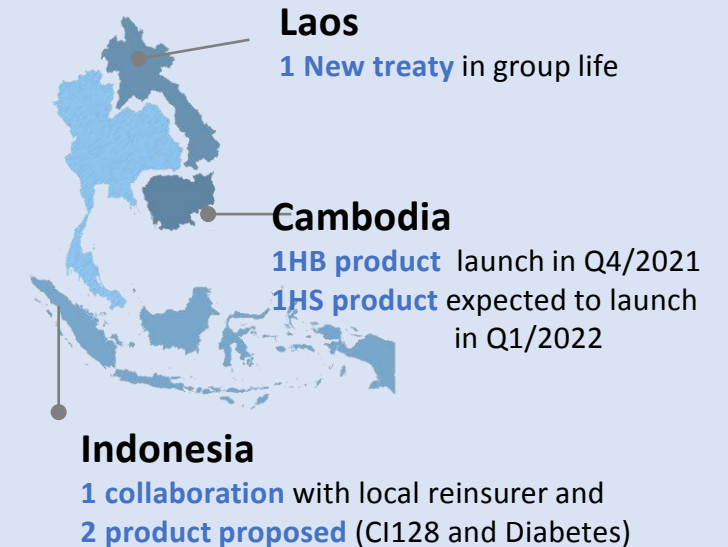 Laos
1 New treaty in group life
Cambodia
1HB product launch in Q4/2021
1HS product expected to launch
in Q1/2022
Indonesia
1 collaboration with local reinsurer and
2 product proposed (CI128 and Diabetes)